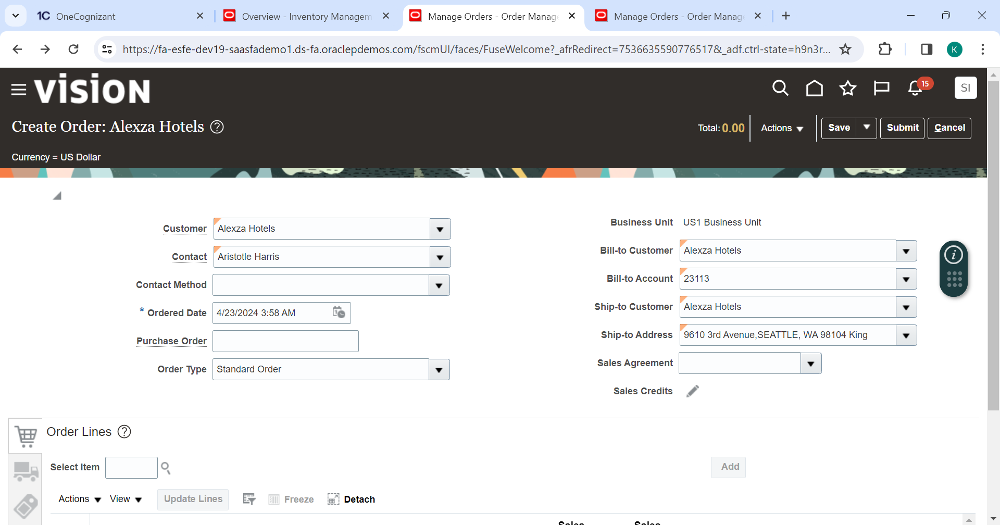 1C OneCognizant
Overview - Inventory Managem
Manage Orders - Order Manag
Manage Orders - Order Manag
https://fa-esfe-dev19-saasfademo1.ds-fa.oraclepdemos.com/fscmUI/faces/FuseWelcome?_afrRedirect=7536635590776517&_adf.ctrl-state=h9n3r...
K
VISION
15
SI
Create Order: Alexza Hotels ?
Total: 0.00
Actions
Save
Submit
Cancel
Currency = US Dollar
Customer Alexza Hotels
Contact Aristotle Harris
Contact Method
* Ordered Date 4/23/2024 3:58 AM
Purchase Order
Order Type Standard Order
Business Unit US1 Business Unit
Bill-to Customer Alexza Hotels
Bill-to Account 23113
Ship-to Customer Alexza Hotels
Ship-to Address 9610 3rd Avenue,SEATTLE, WA 98104 King
Sales Agreement
Sales Credits
i
Order Lines ?
Select Item
Add
Actions View Update Lines Freeze Detach
Sales Sales